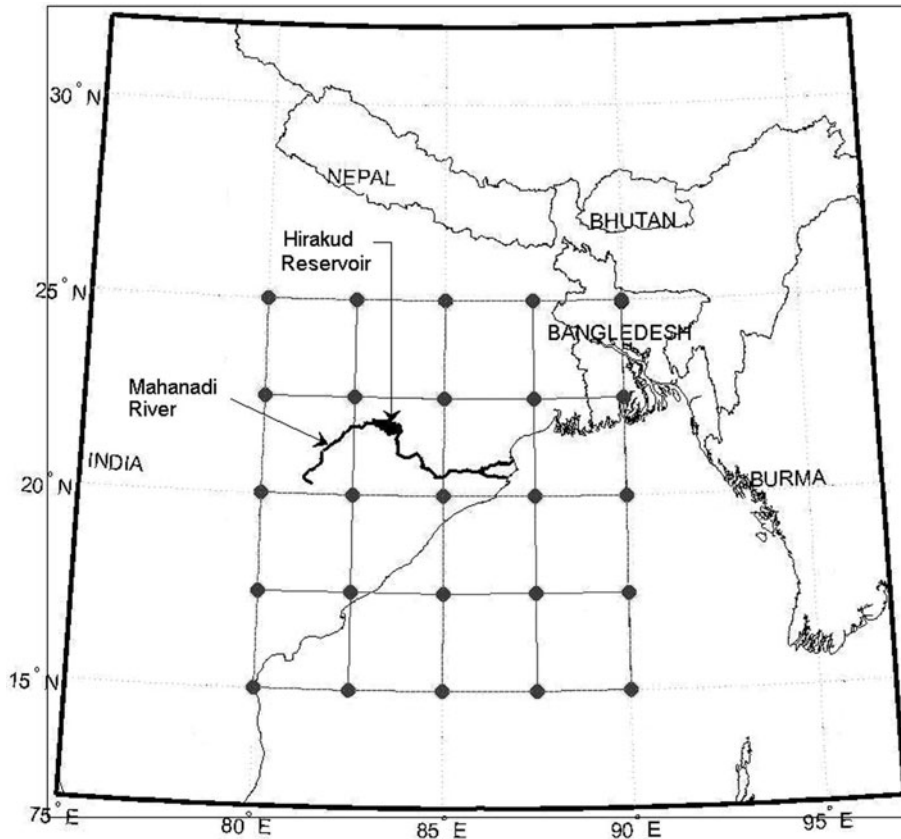 30° N
NEPAL
BHUTAN
Hirakud
Reservoir
25° N
BANGLEDESH
Mahanadi
River
INDIA
20° N
BURMA
15° N
75° E
80° E
85° E
90° E
95° E